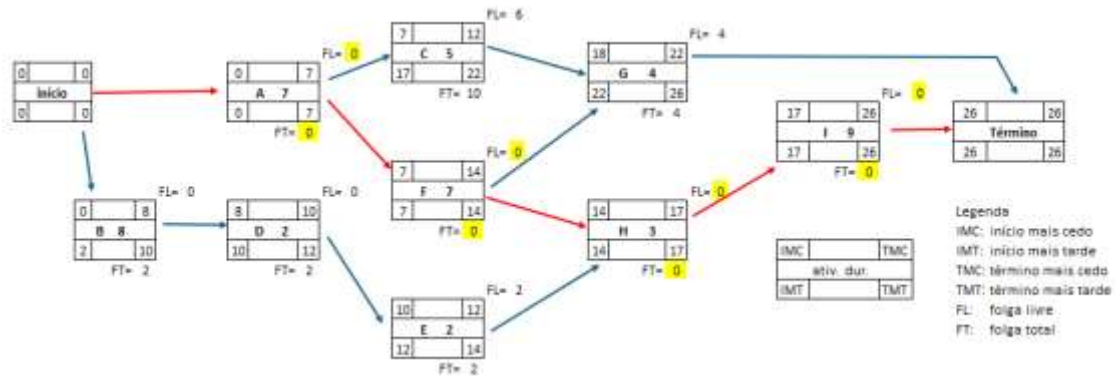 FL= 6
7 12
C 5
17 22
FT= 10
FL= 0
0 0
início
0 0
0 7
A 7
0 7
FT= 0
FL= 4
18 22
G 4
22 26
FT= 4
FL= 0
17 26
I 9
17 26
FT= 0
26 26
Término
26 26
FL= 0
7 14
F 7
7 14
FT= 0
FL= 0
0 8
B 8
2 10
FT= 2
FL= 0
8 10
D 2
10 12
FT= 2
FL= 0
14 17
H 3
14 17
FT= 0
FL= 2
10 12
E 2
12 14
FT= 2
IMC TMC
ativ. dur.
IMT TMT
Legenda
IMC: início mais cedo
IMT: início mais tarde
TMC: término mais cedo
TMT: término mais tarde
FL: folga livre
FT: folga total